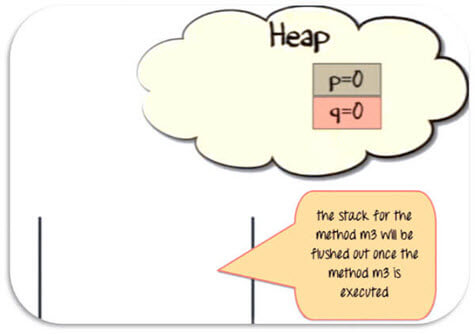 Heap
p=0
q=0
the stack for the
method m3 will be
flushed out once the
method m3 is
executed